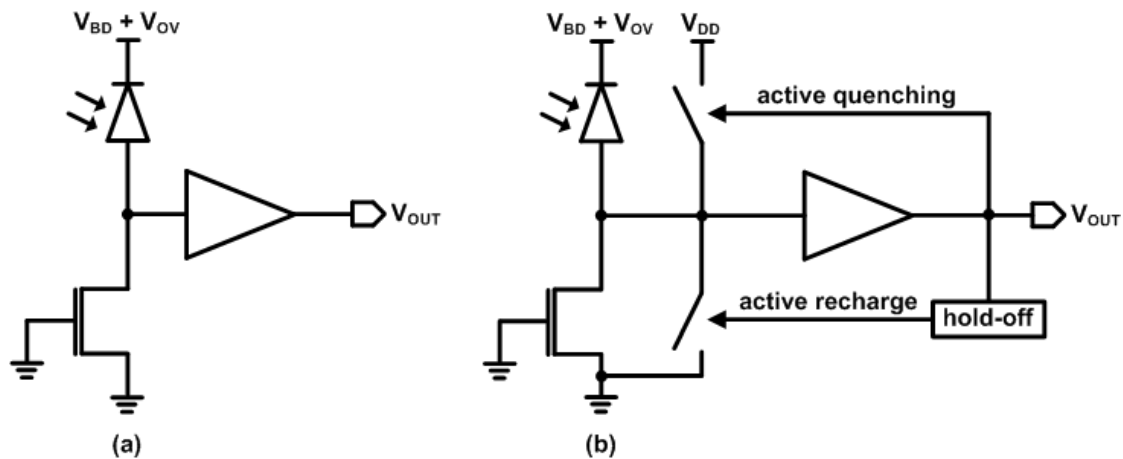 V_BD + V_OV
V_OUT
(a)
V_BD + V_OV
V_DD
active quenching
V_OUT
active recharge
hold-off
(b)